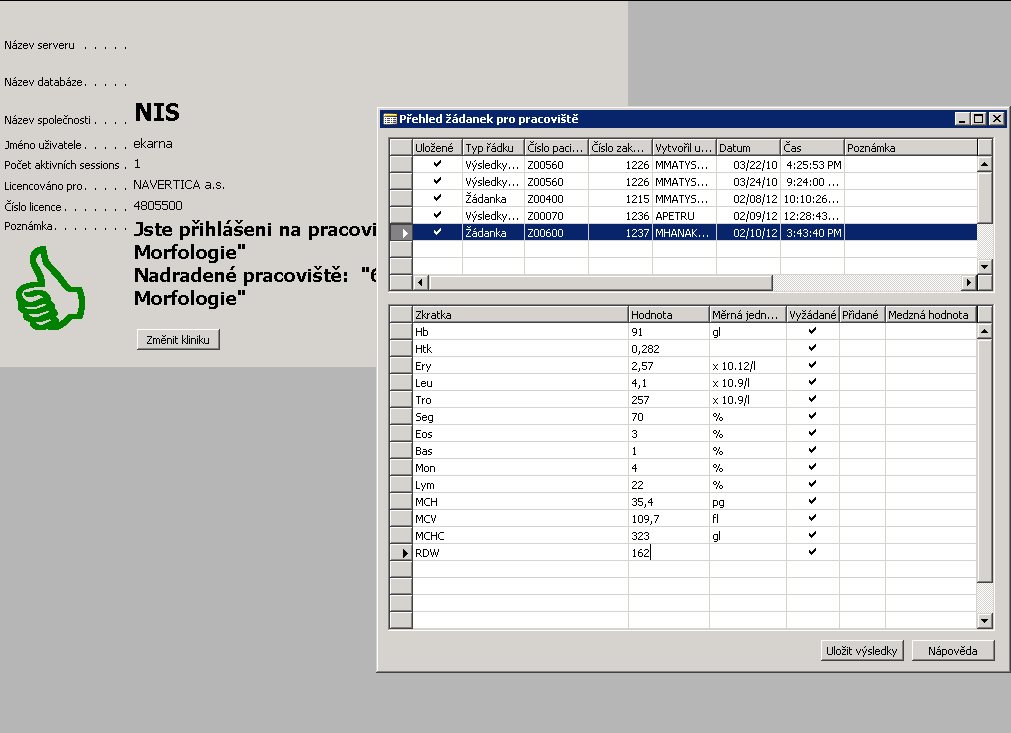 Název serveru . . . . .
Název databáze. . . . .
Název společnosti . . . . NIS
Jméno uživatele . . . . . ekarna
Počet aktivních sessions . 1
Licencováno pro. . . . . NAVERTICA a.s.
Číslo licence . . . . . . . 4805500
Poznámka. . . . . . . . Jste přihlášeni na pracovi
Morfologie"
Nadradené pracoviště: "6
Morfologie"
Změnit kliniku
Přehled žádanek pro pracoviště
Uložené Typ řádku Číslo paci... Číslo zak... Vytvořil u... Datum Čas Poznámka
Výsledky... Z00560 1226 MMATYS... 03/22/10 4:25:53 PM
Výsledky... Z00560 1226 MMATYS... 03/24/10 9:24:00 ...
Žádanka Z00400 1215 MMATYS... 02/08/12 10:10:26...
Výsledky... Z00070 1236 APETRU 02/09/12 12:28:43...
Žádanka Z00600 1237 MHANAK... 02/10/12 3:43:40 PM
Zkratka Hodnota Měrná jedn... Vyžádané Přidané Medzná hodnota
Hb 91 gl
Htk 0,282
Ery 2,57 x 10.12/l
Leu 4,1 x 10.9/l
Tro 257 x 10.9/l
Seg 70 %
Eos 3 %
Bas 1 %
Mon 4 %
Lym 22 %
MCH 35,4 pg
MCV 109,7 fl
MCHC 323 gl
RDW 162
Uložit výsledky Nápověda